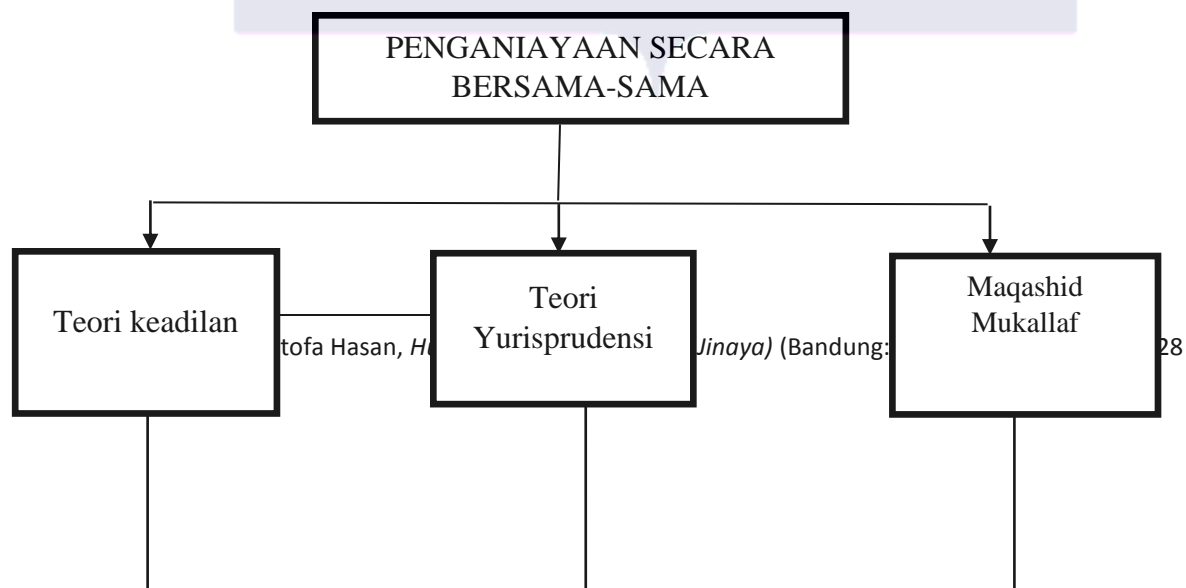 PENGANIAYAAN SECARA
BERSAMA-SAMA
Teori keadilan
Teori
Yurisprudensi
Maqashid
Mukallaf
tofa Hasan, Jinaya) (Bandung: 28